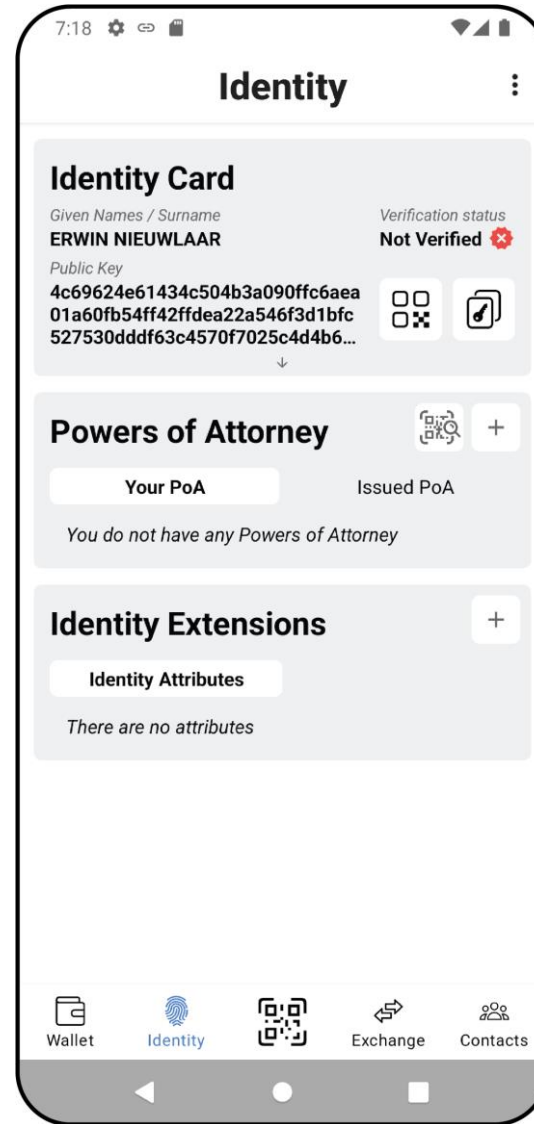 7:18
Identity
Identity Card
Given Names / Surname
Verification status
ERWIN NIEUWLAAR
Not Verified
Public Key
4c69624e61434c504b3a090ffc6aea
01a60fb54ff42ffdea22a546f3d1bfc
527530dddf63c4570f7025c4d4b6...
Powers of Attorney
Your PoA
Issued PoA
You do not have any Powers of Attorney
Identity Extensions
Identity Attributes
There are no attributes
Wallet
Identity
Exchange
Contacts